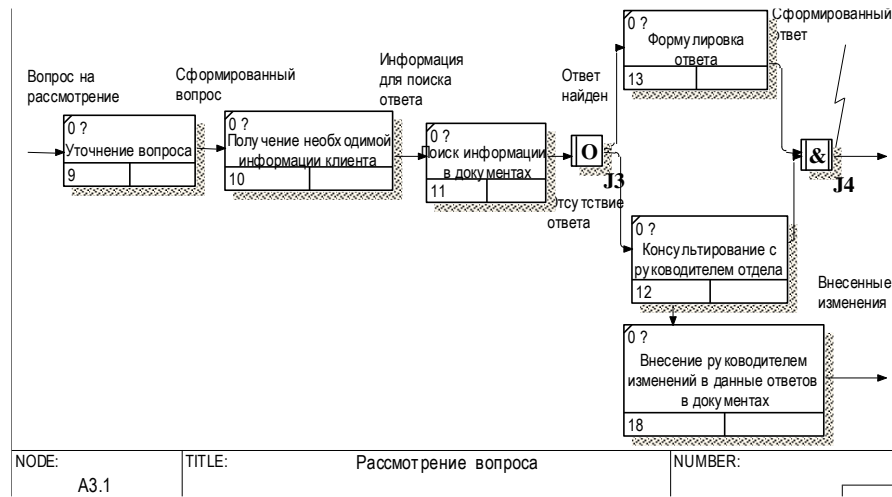 Вопрос на
рассмотрение
0 ?
Уточнение вопроса
9
Сформированный
вопрос
0 ?
Получение необходимой
информации клиента
10
Информация
для поиска
ответа
0 ?
Поиск информации
в документах
11
O
J3
Ответ
найден
0 ?
Формулировка
ответа
13
Отсутствие
ответа
0 ?
Консультирование с
руководителем отдела
12
0 ?
Внесение руководителем
изменений в данные ответов
в документах
18
Сформированный
ответ
&
J4
Внесенные
изменения
NODE:
A3.1
TITLE:
Рассмотрение вопроса
NUMBER: